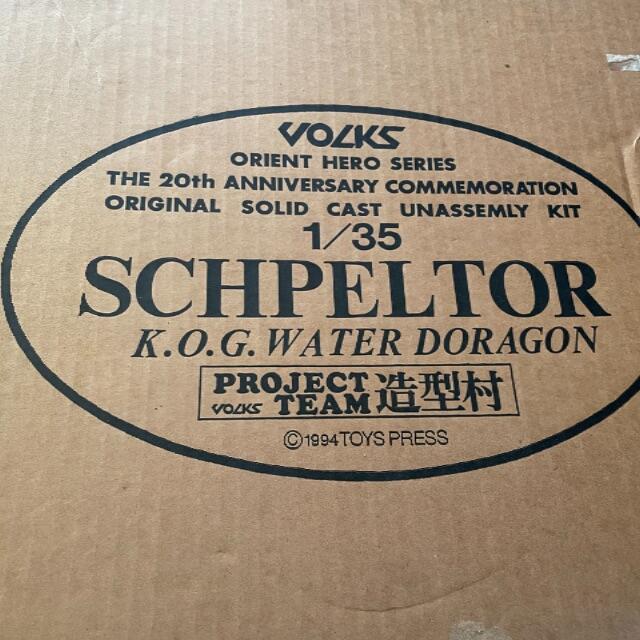 VOLKS
ORIENT HERO SERIES
THE 20th ANNIVERSARY COMMEMORATION
ORIGINAL SOLID CAST UNASSEMLY KIT
1/35
SCHPELTOR
K.O.G. WATER DORAGON
PROJECT
VOLKS TEAM 造型村
©1994 TOYS PRESS